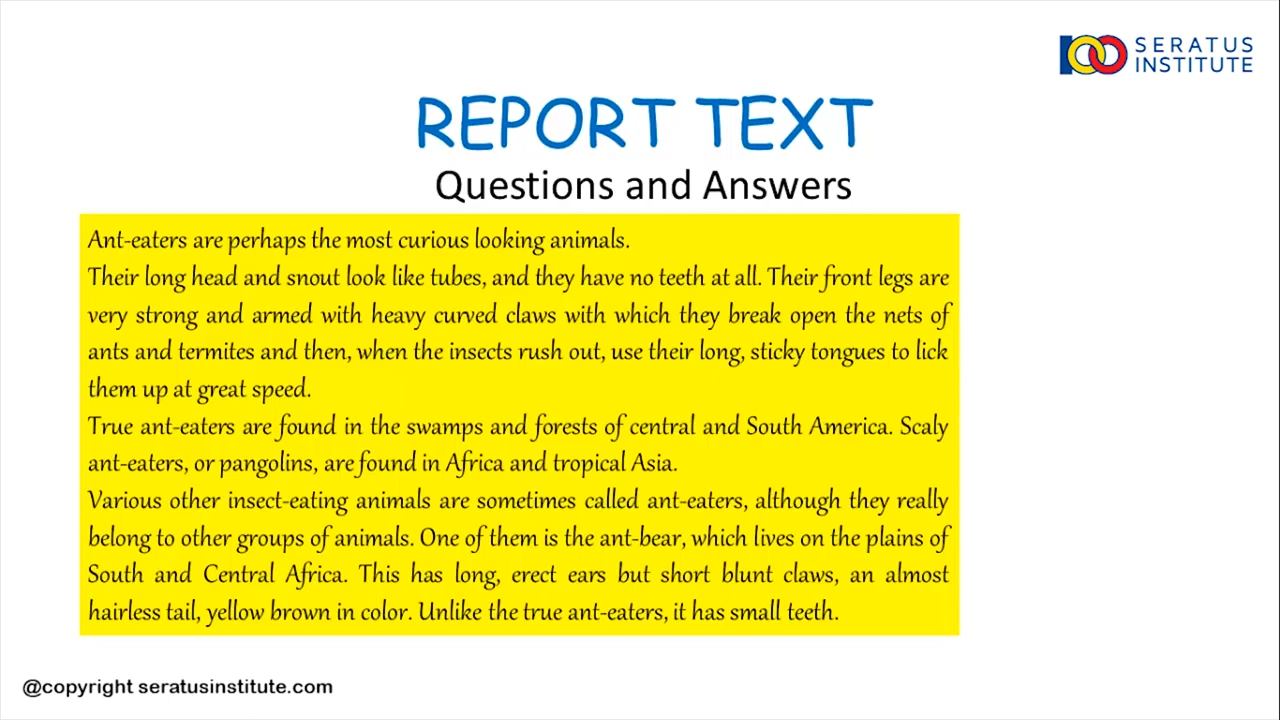 SERATUS
INSTITUTE
REPORT TEXT
Questions and Answers
Ant-eaters are perhaps the most curious looking animals.
Their long head and snout look like tubes, and they have no teeth at all. Their front legs are
very strong and armed with heavy curved claws with which they break open the nets of
ants and termites and then, when the insects rush out, use their long, sticky tongues to lick
them up at great speed.
True ant-eaters are found in the swamps and forests of central and South America. Scaly
ant-eaters, or pangolins, are found in Africa and tropical Asia.
Various other insect-eating animals are sometimes called ant-eaters, although they really
belong to other groups of animals. One of them is the ant-bear, which lives on the plains of
South and Central Africa. This has long, erect ears but short blunt claws, an almost
hairless tail, yellow brown in color. Unlike the true ant-eaters, it has small teeth.
@copyright seratusinstitute.com